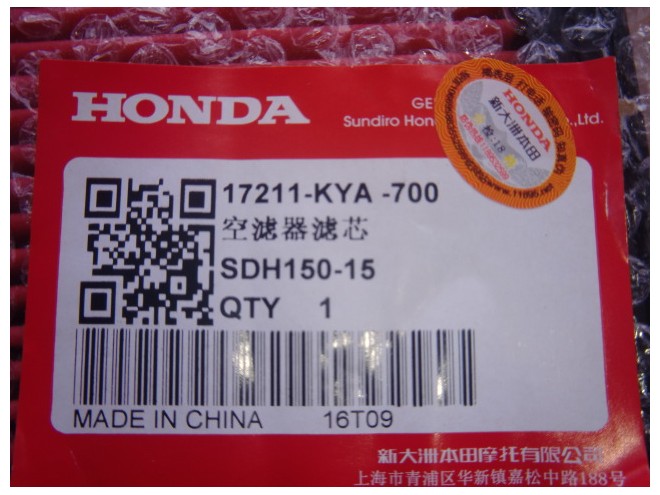 HONDA
GE
Sundiro Hon
.,Ltd.
HONDA
新大洲本田
17211-KYA -700
空滤器滤芯
SDH150-15
QTY 1
MADE IN CHINA 16T09
新大洲本田摩托有限公司
上海市青浦区华新镇嘉松中路188号